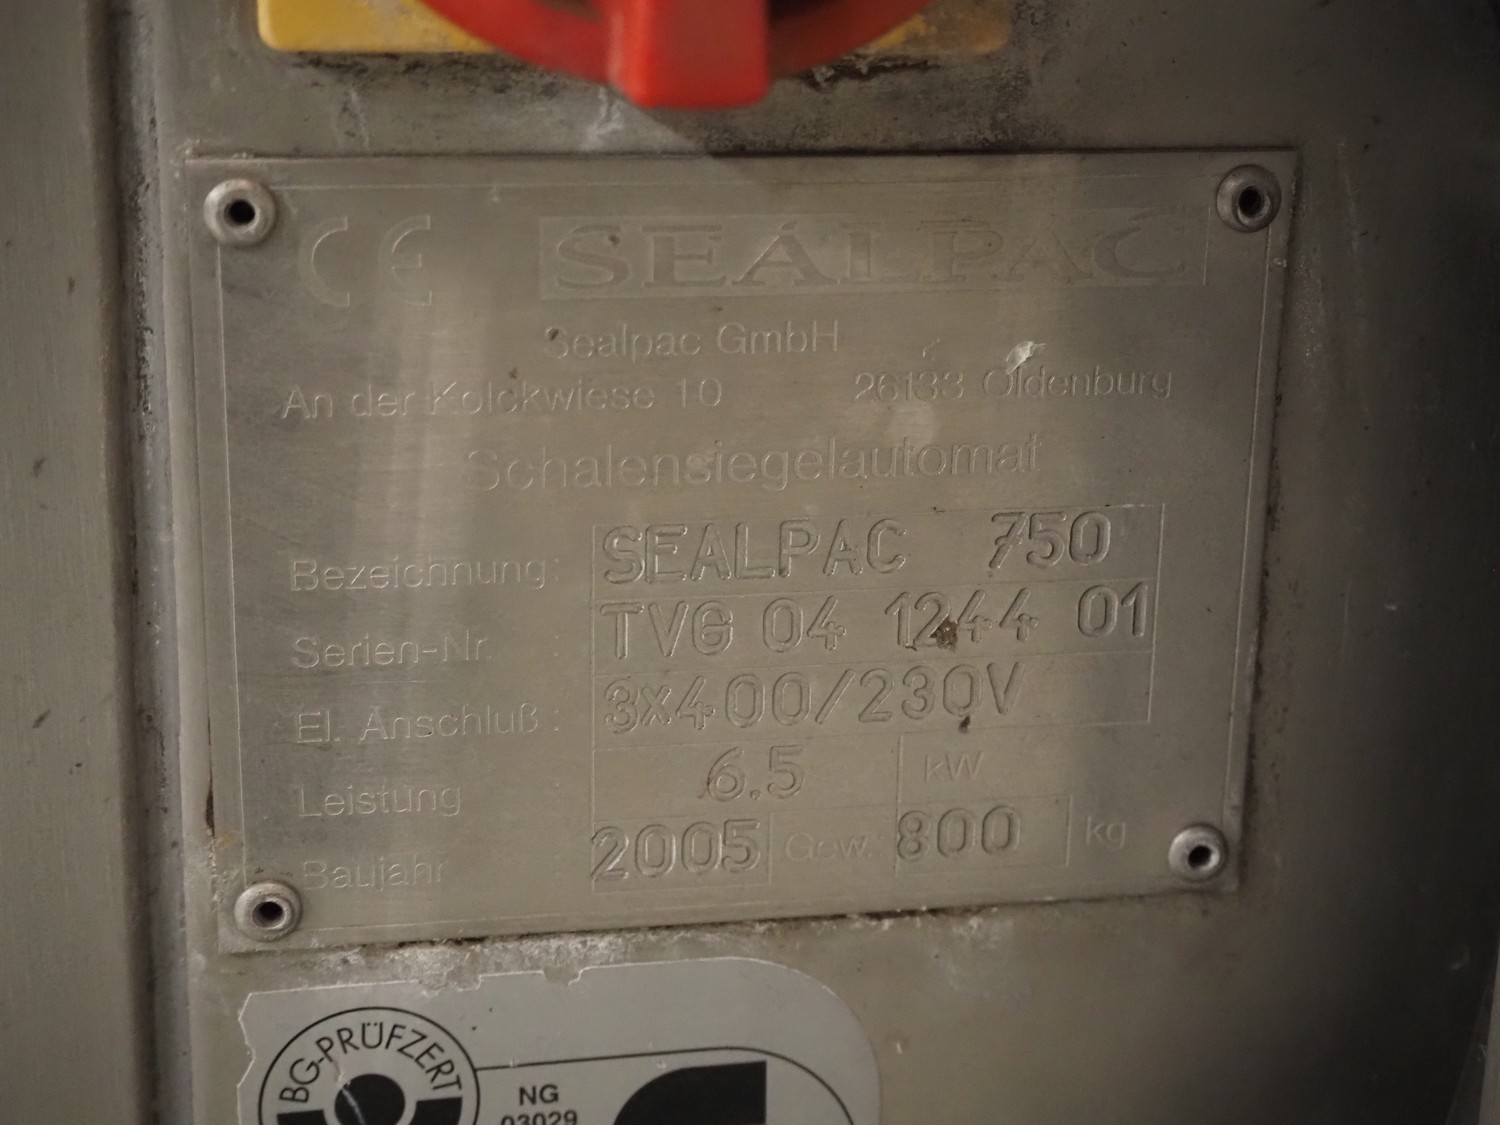 CE SEALPAC
Sealpac GmbH
An der Kolckwiese 10 26133 Oldenburg
Schalensiegelautomat
Bezeichnung: SEALPAC 750
Serien-Nr. : TVG 04 1244 01
El. Anschluß : 3x400/230V
Leistung 6.5 kW
Baujahr 2005 Gew.: 800 kg
BG-PRÜFZERT
NG
03029